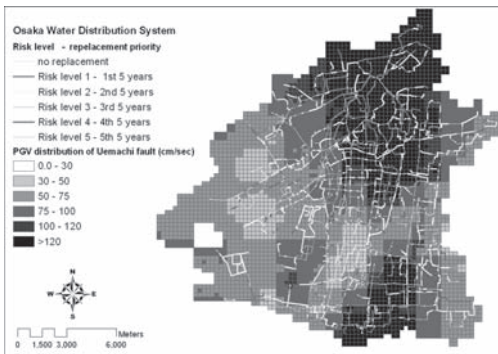 Osaka Water Distribution System
Risk level - repelacement priority
no replacement
Risk level 1 - 1st 5 years
Risk level 2 - 2nd 5 years
Risk level 3 - 3rd 5 years
Risk level 4 - 4th 5 years
Risk level 5 - 5th 5 years
PGV distribution of Uemachi fault (cm/sec)
0.0 - 30
30 - 50
50 - 75
75 - 100
100 - 120
>120
N
W E
S
Meters
0 1,500 3,000 6,000